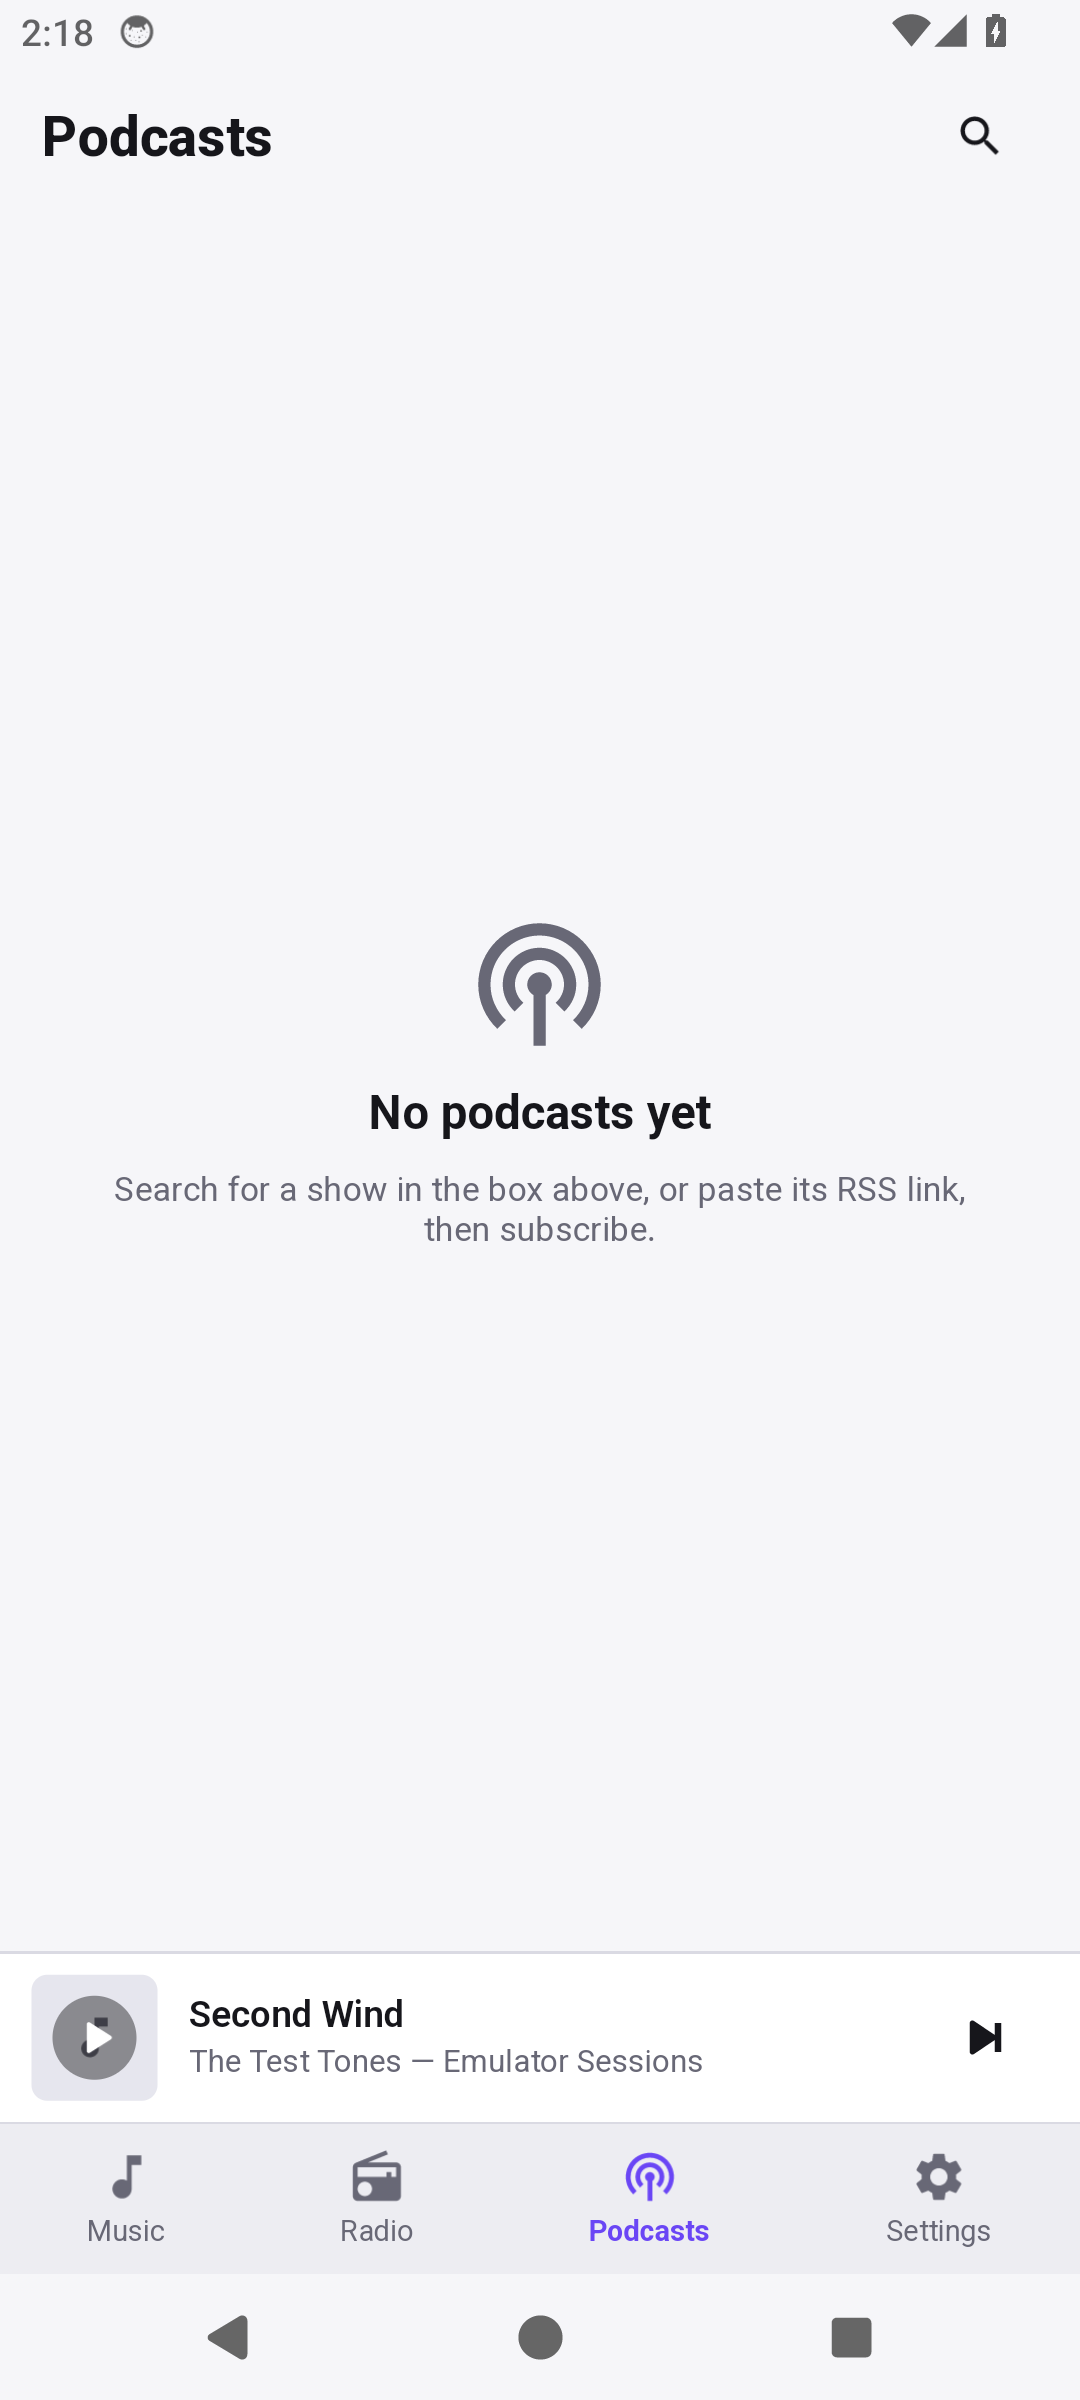 2:18
Podcasts
No podcasts yet
Search for a show in the box above, or paste its RSS link,
then subscribe.
Second Wind
The Test Tones — Emulator Sessions
Music
Radio
Podcasts
Settings